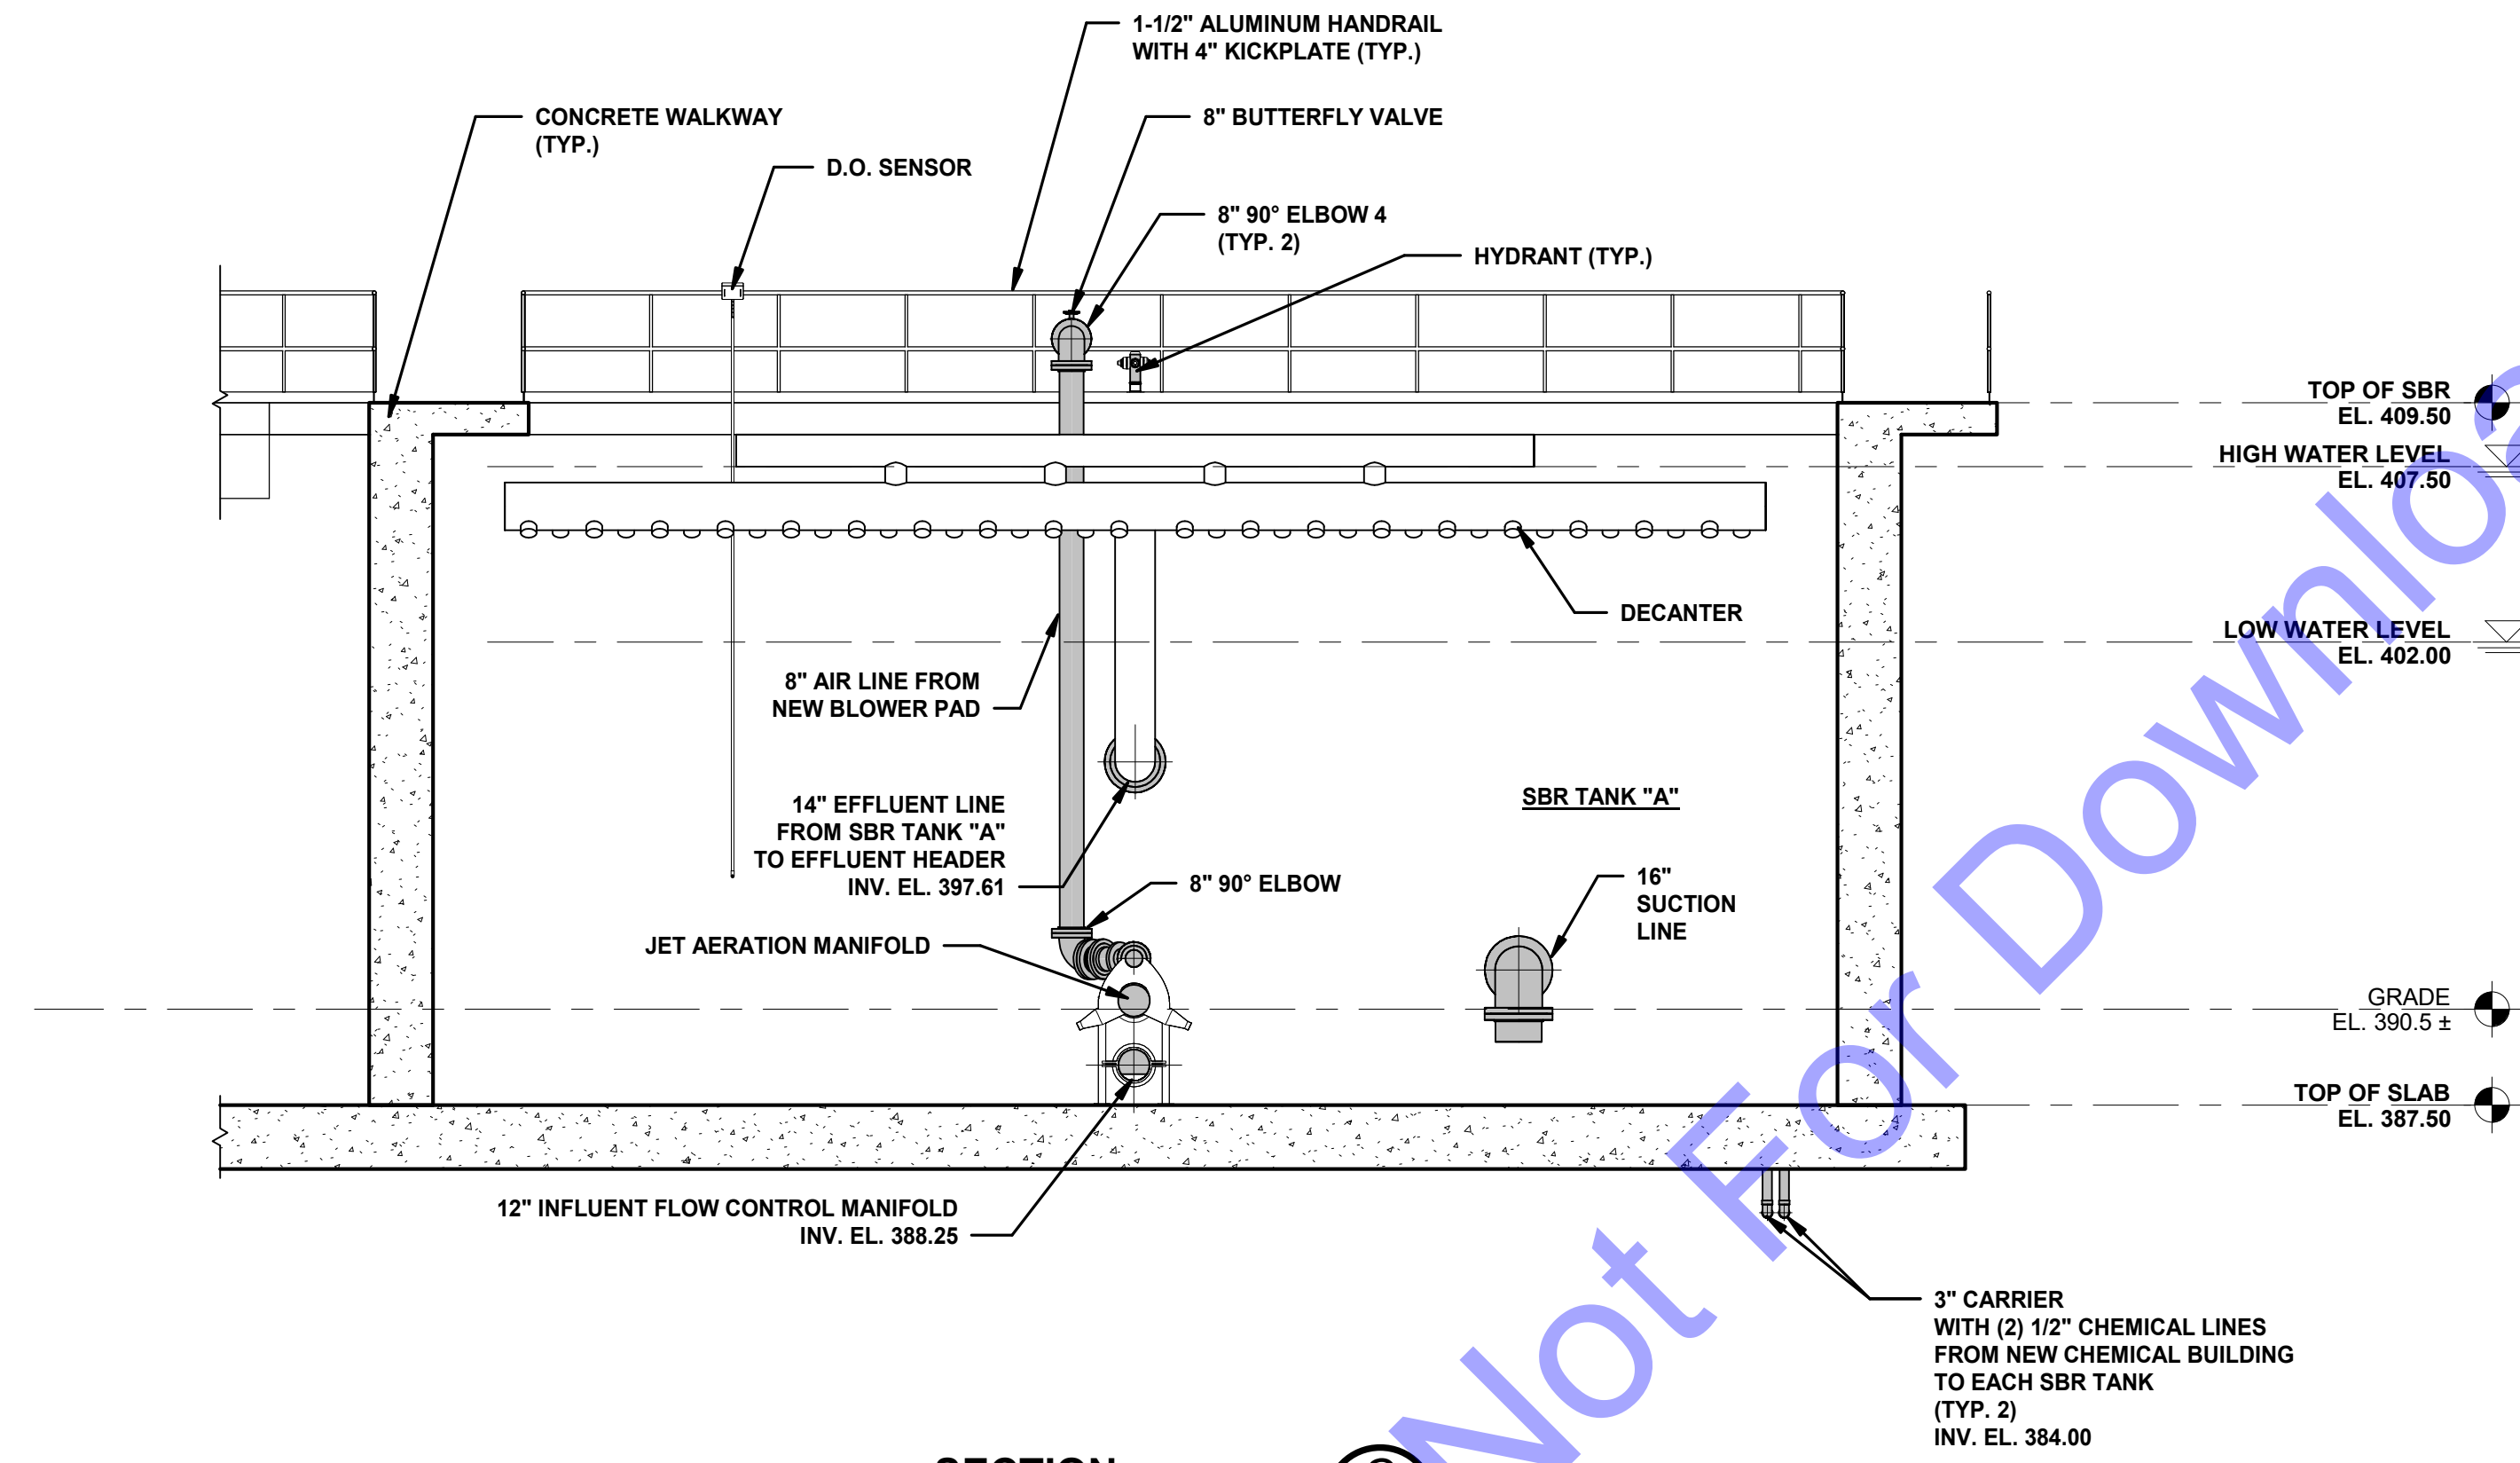 1-1/2" ALUMINUM HANDRAIL
WITH 4" KICKPLATE (TYP.)
CONCRETE WALKWAY
(TYP.)
8" BUTTERFLY VALVE
D.O. SENSOR
8" 90° ELBOW 4
(TYP. 2)
HYDRANT (TYP.)
TOP OF SBR
EL. 409.50
HIGH WATER LEVEL
EL. 407.50
DECANTER
LOW WATER LEVEL
EL. 402.00
8" AIR LINE FROM
NEW BLOWER PAD
14" EFFLUENT LINE
FROM SBR TANK "A"
TO EFFLUENT HEADER
INV. EL. 397.61
SBR TANK "A"
8" 90° ELBOW
16"
SUCTION
LINE
JET AERATION MANIFOLD
GRADE
EL. 390.5 ±
TOP OF SLAB
EL. 387.50
12" INFLUENT FLOW CONTROL MANIFOLD
INV. EL. 388.25
3" CARRIER
WITH (2) 1/2" CHEMICAL LINES
FROM NEW CHEMICAL BUILDING
TO EACH SBR TANK
(TYP. 2)
INV. EL. 384.00
SECTION
Not For Downloa